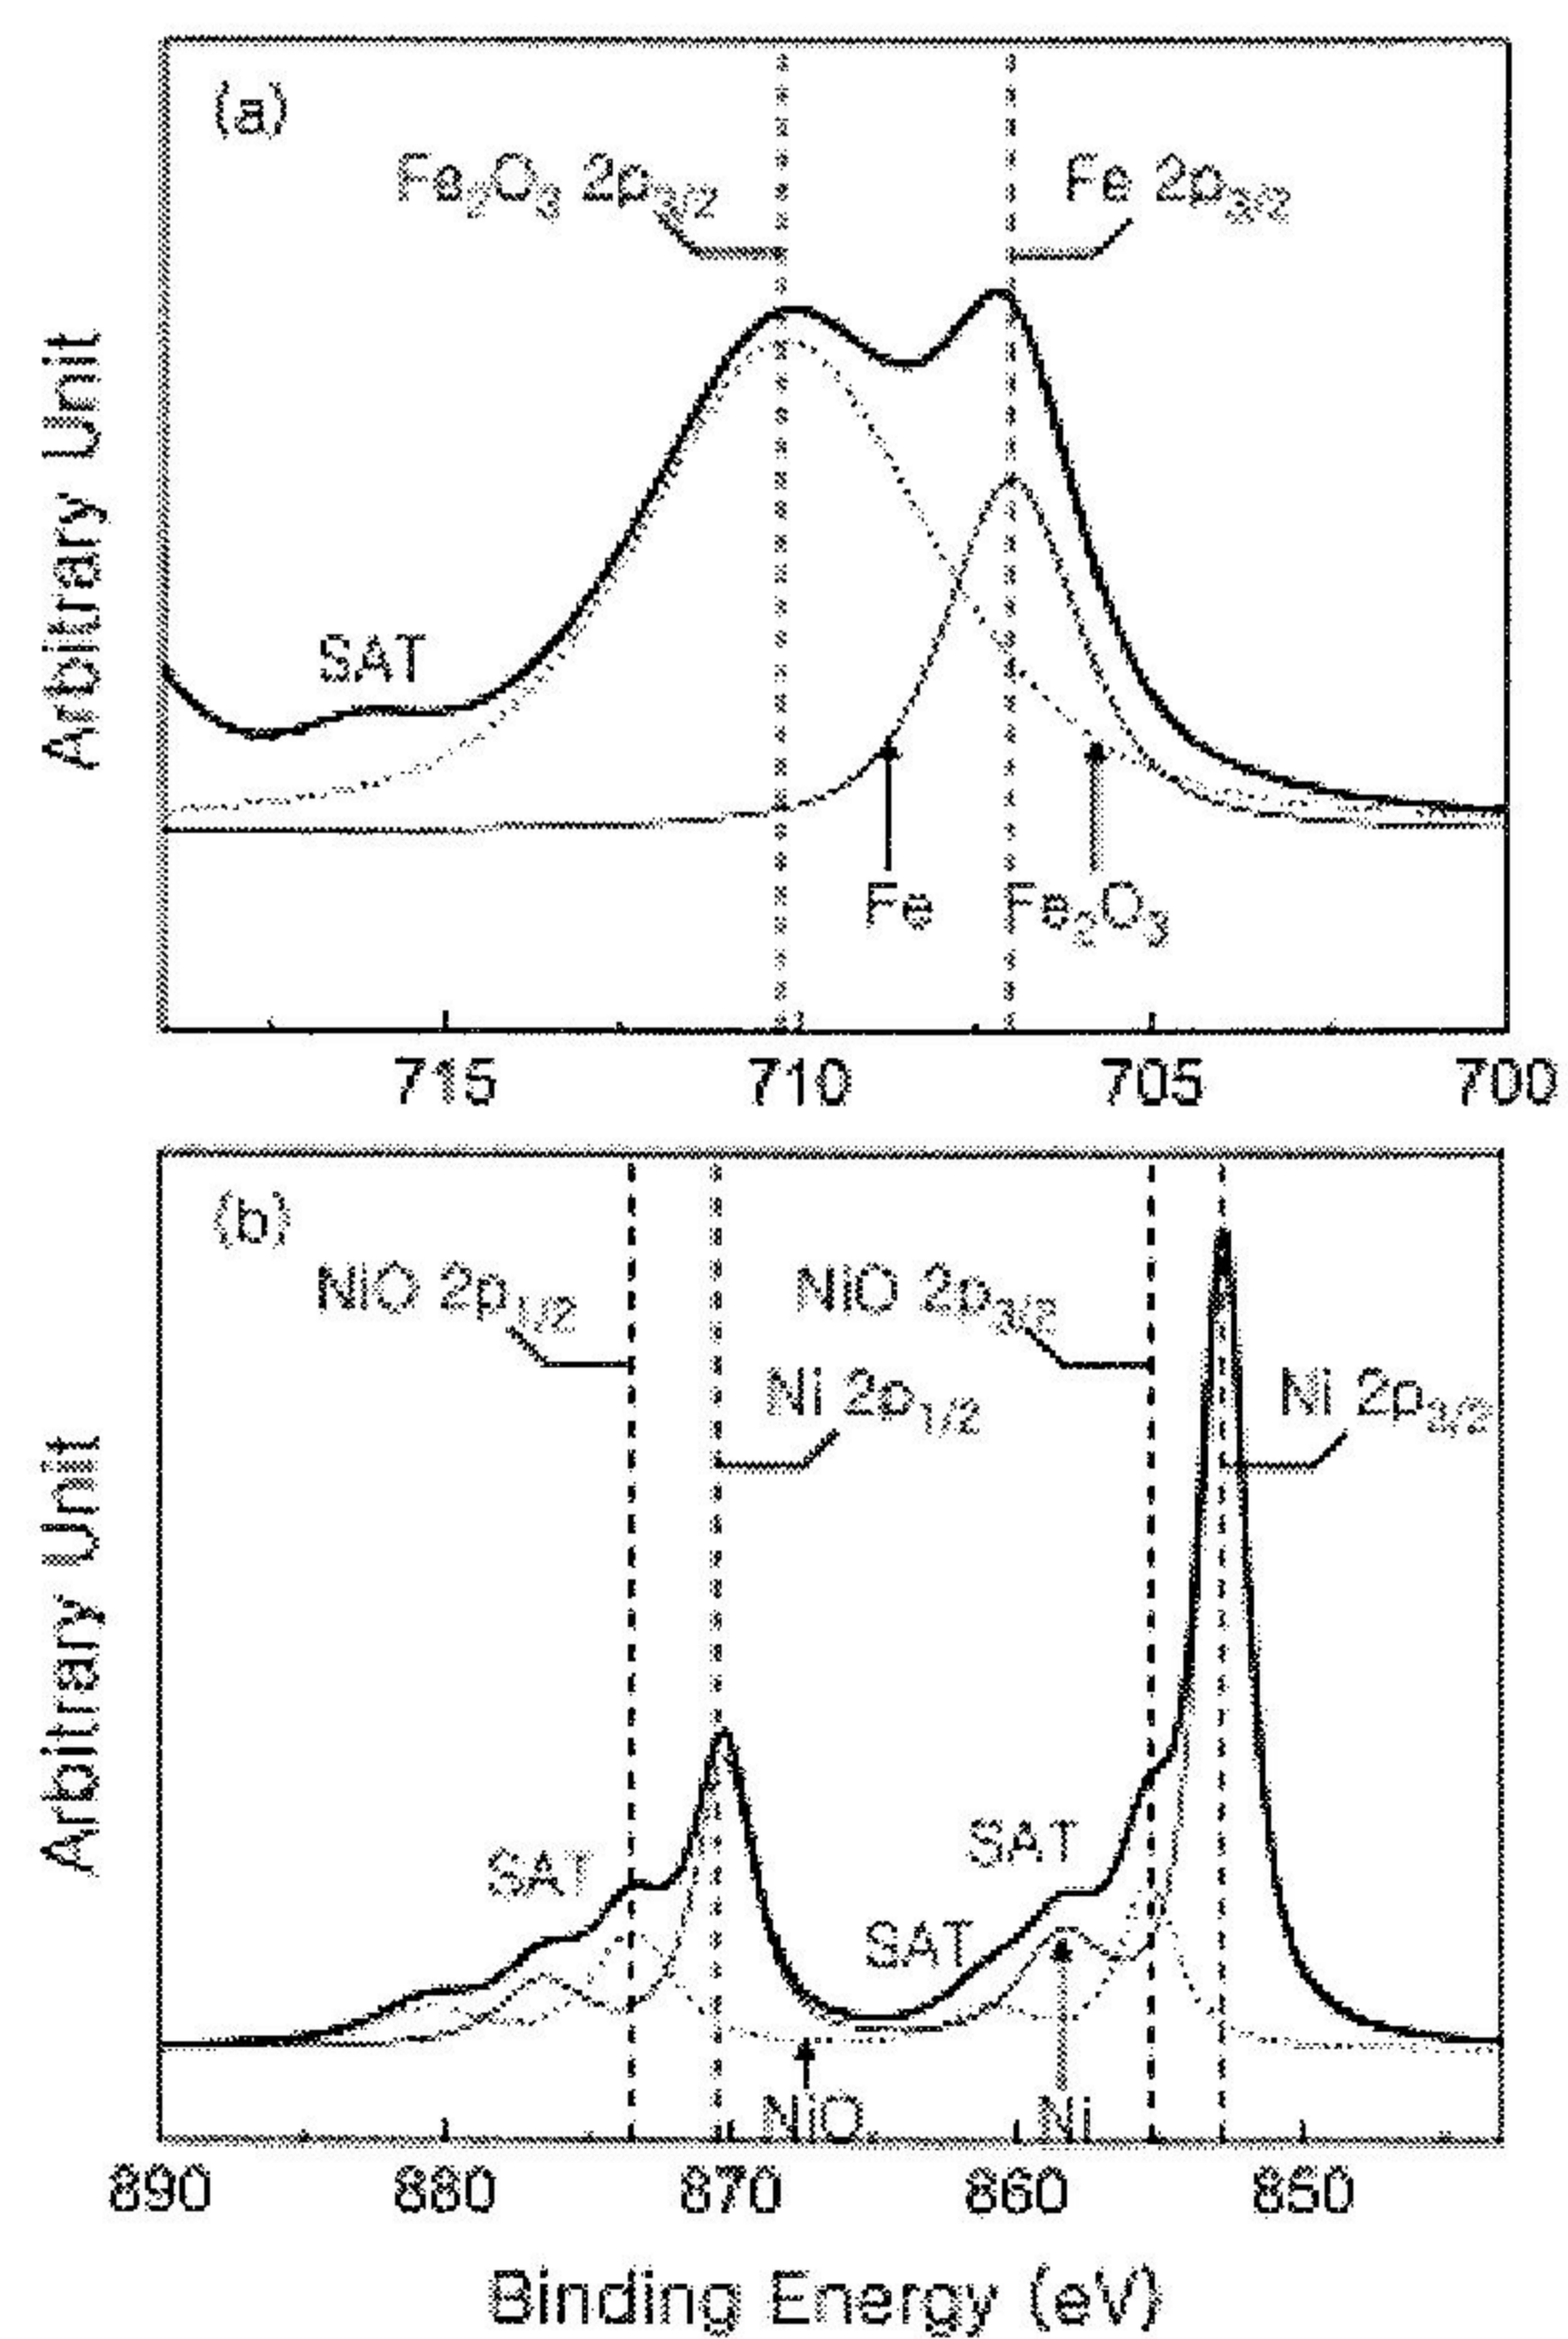 (a)
Fe₂O₃ 2p₃/₂
Fe 2p₃/₂
SAT
Fe
Fe₂O₃
Arbitrary Unit
715 710 705 700
(b)
NiO 2p₁/₂
NiO 2p₃/₂
Ni 2p₁/₂
Ni 2p₃/₂
SAT
SAT
SAT
NiO
Ni
Arbitrary Unit
890 880 870 860 850
Binding Energy (eV)